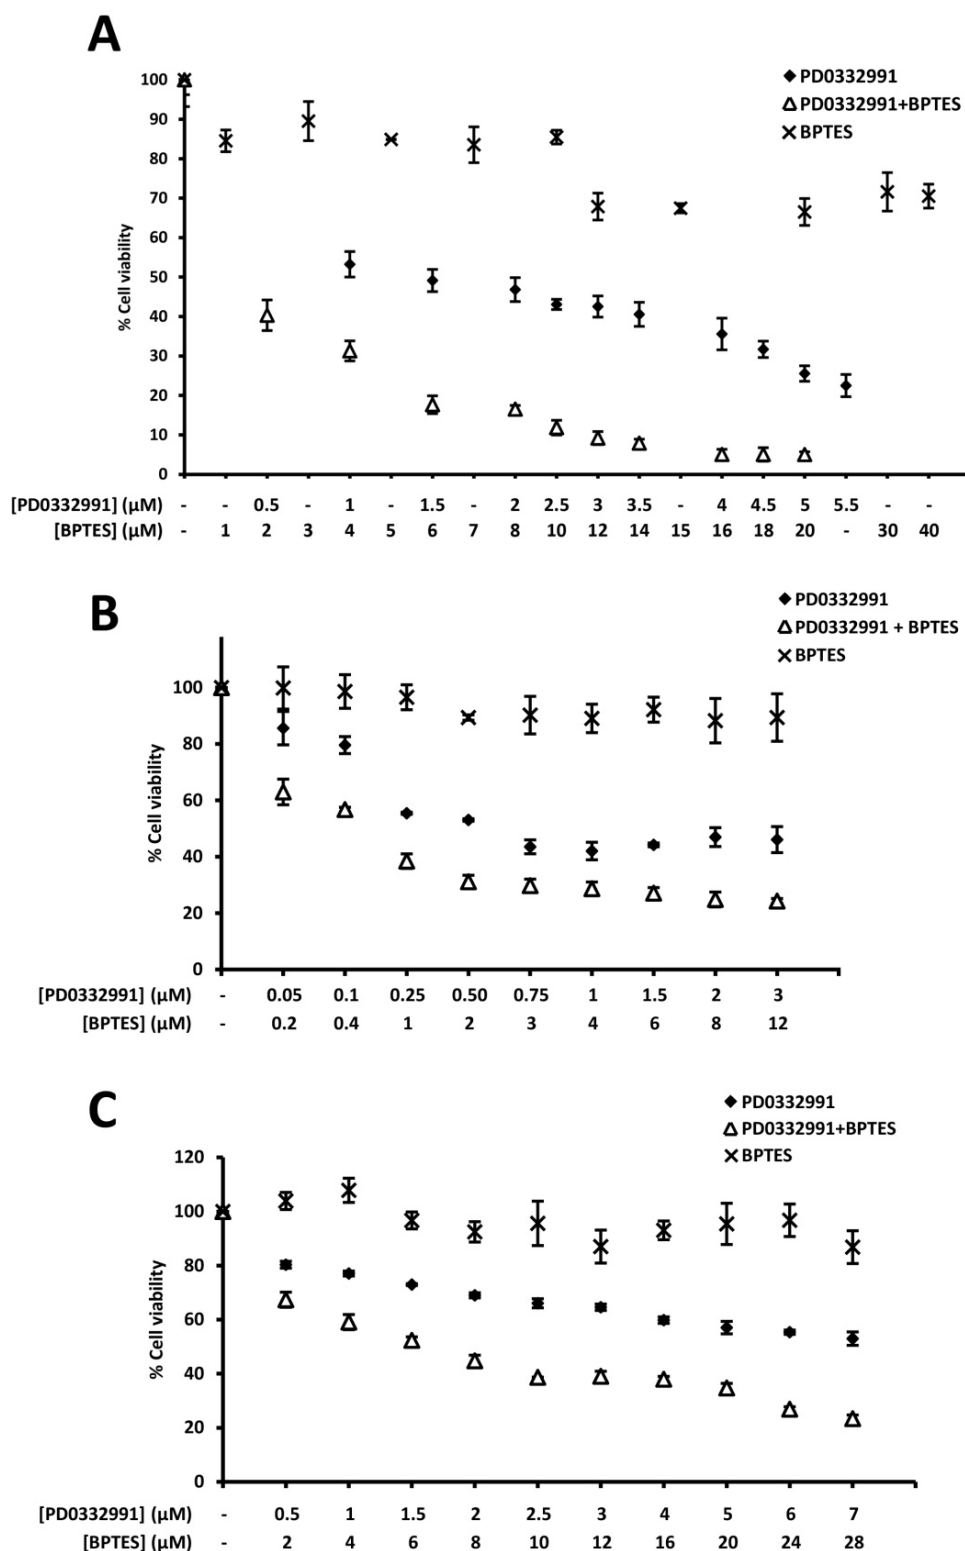 A
PD0332991
PD0332991+BPTES
BPTES
100
90
80
70
60
50
40
30
20
10
0
% Cell viability
[PD0332991] (µM) - - 0.5 - 1 - 1.5 - 2 2.5 3 3.5 - 4 4.5 5 5.5 - -
[BPTES] (µM) - 1 2 3 4 5 6 7 8 10 12 14 15 16 18 20 - 30 40
B
PD0332991
PD0332991 + BPTES
BPTES
100
80
60
40
20
0
% Cell viability
[PD0332991] (µM) - 0.05 0.1 0.25 0.50 0.75 1 1.5 2 3
[BPTES] (µM) - 0.2 0.4 1 2 3 4 6 8 12
C
PD0332991
PD0332991+BPTES
BPTES
120
100
80
60
40
20
0
% Cell viability
[PD0332991] (µM) - 0.5 1 1.5 2 2.5 3 4 5 6 7
[BPTES] (µM) - 2 4 6 8 10 12 16 20 24 28